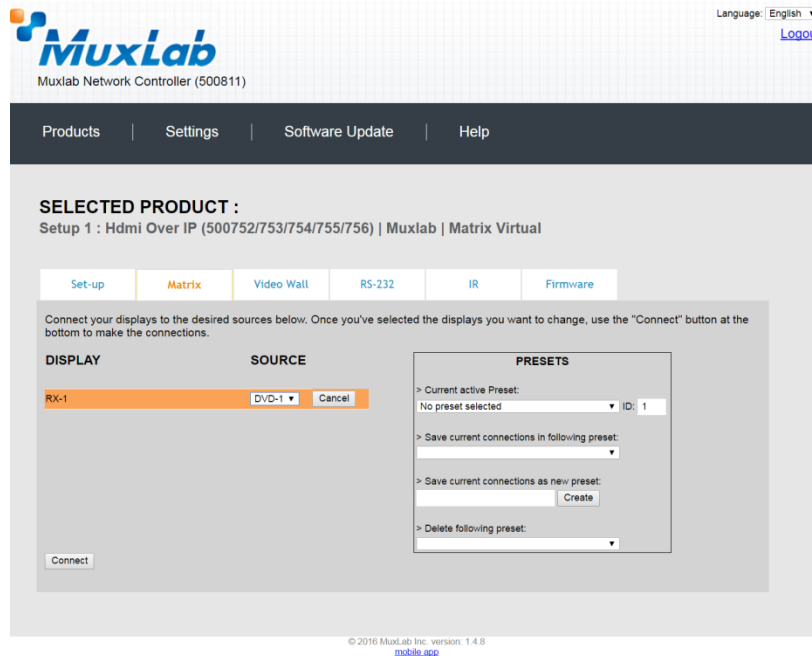 Language: English
Logou
MuxLab
Muxlab Network Controller (500811)
Products | Settings | Software Update | Help
SELECTED PRODUCT :
Setup 1 : Hdmi Over IP (500752/753/754/755/756) | Muxlab | Matrix Virtual
Set-up Matrix Video Wall RS-232 IR Firmware
Connect your displays to the desired sources below. Once you've selected the displays you want to change, use the "Connect" button at the
bottom to make the connections.
DISPLAY SOURCE PRESETS
> Current active Preset:
RX-1 DVD-1 Cancel
No preset selected ID: 1
> Save current connections in following preset:
> Save current connections as new preset:
Create
> Delete following preset:
Connect
© 2016 MuxLab Inc. version: 1.4.8
mobile app